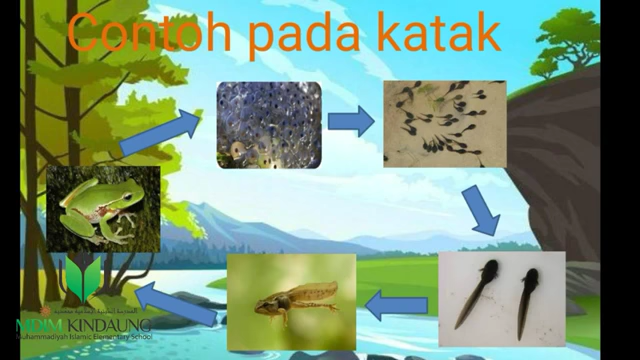 Contoh pada katak
MDIM KINDAUNG
Muhammadiyah Islamic Elementary School